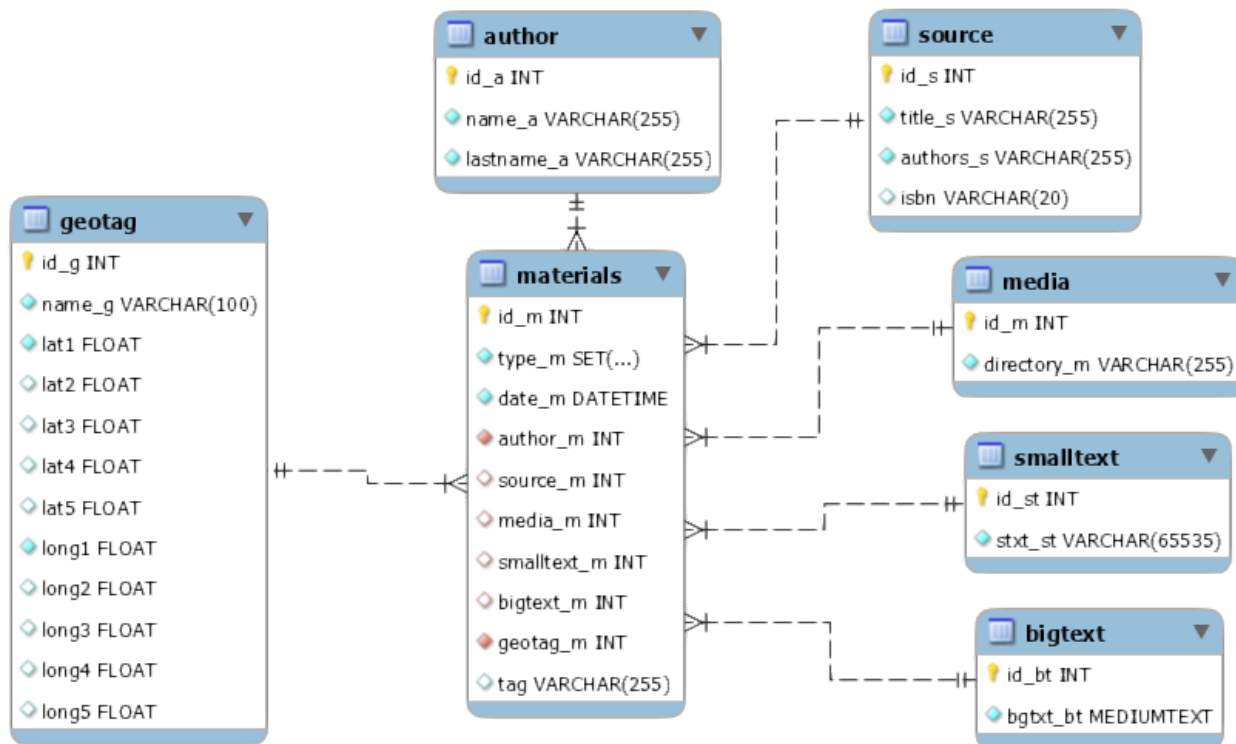 author
id_a INT
name_a VARCHAR(255)
lastname_a VARCHAR(255)
source
id_s INT
title_s VARCHAR(255)
authors_s VARCHAR(255)
isbn VARCHAR(20)
geotag
id_g INT
name_g VARCHAR(100)
lat1 FLOAT
lat2 FLOAT
lat3 FLOAT
lat4 FLOAT
lat5 FLOAT
long1 FLOAT
long2 FLOAT
long3 FLOAT
long4 FLOAT
long5 FLOAT
materials
id_m INT
type_m SET(...)
date_m DATETIME
author_m INT
source_m INT
media_m INT
smalltext_m INT
bigtext_m INT
geotag_m INT
tag VARCHAR(255)
media
id_m INT
directory_m VARCHAR(255)
smalltext
id_st INT
stxt_st VARCHAR(65535)
bigtext
id_bt INT
bgtxt_bt MEDIUMTEXT